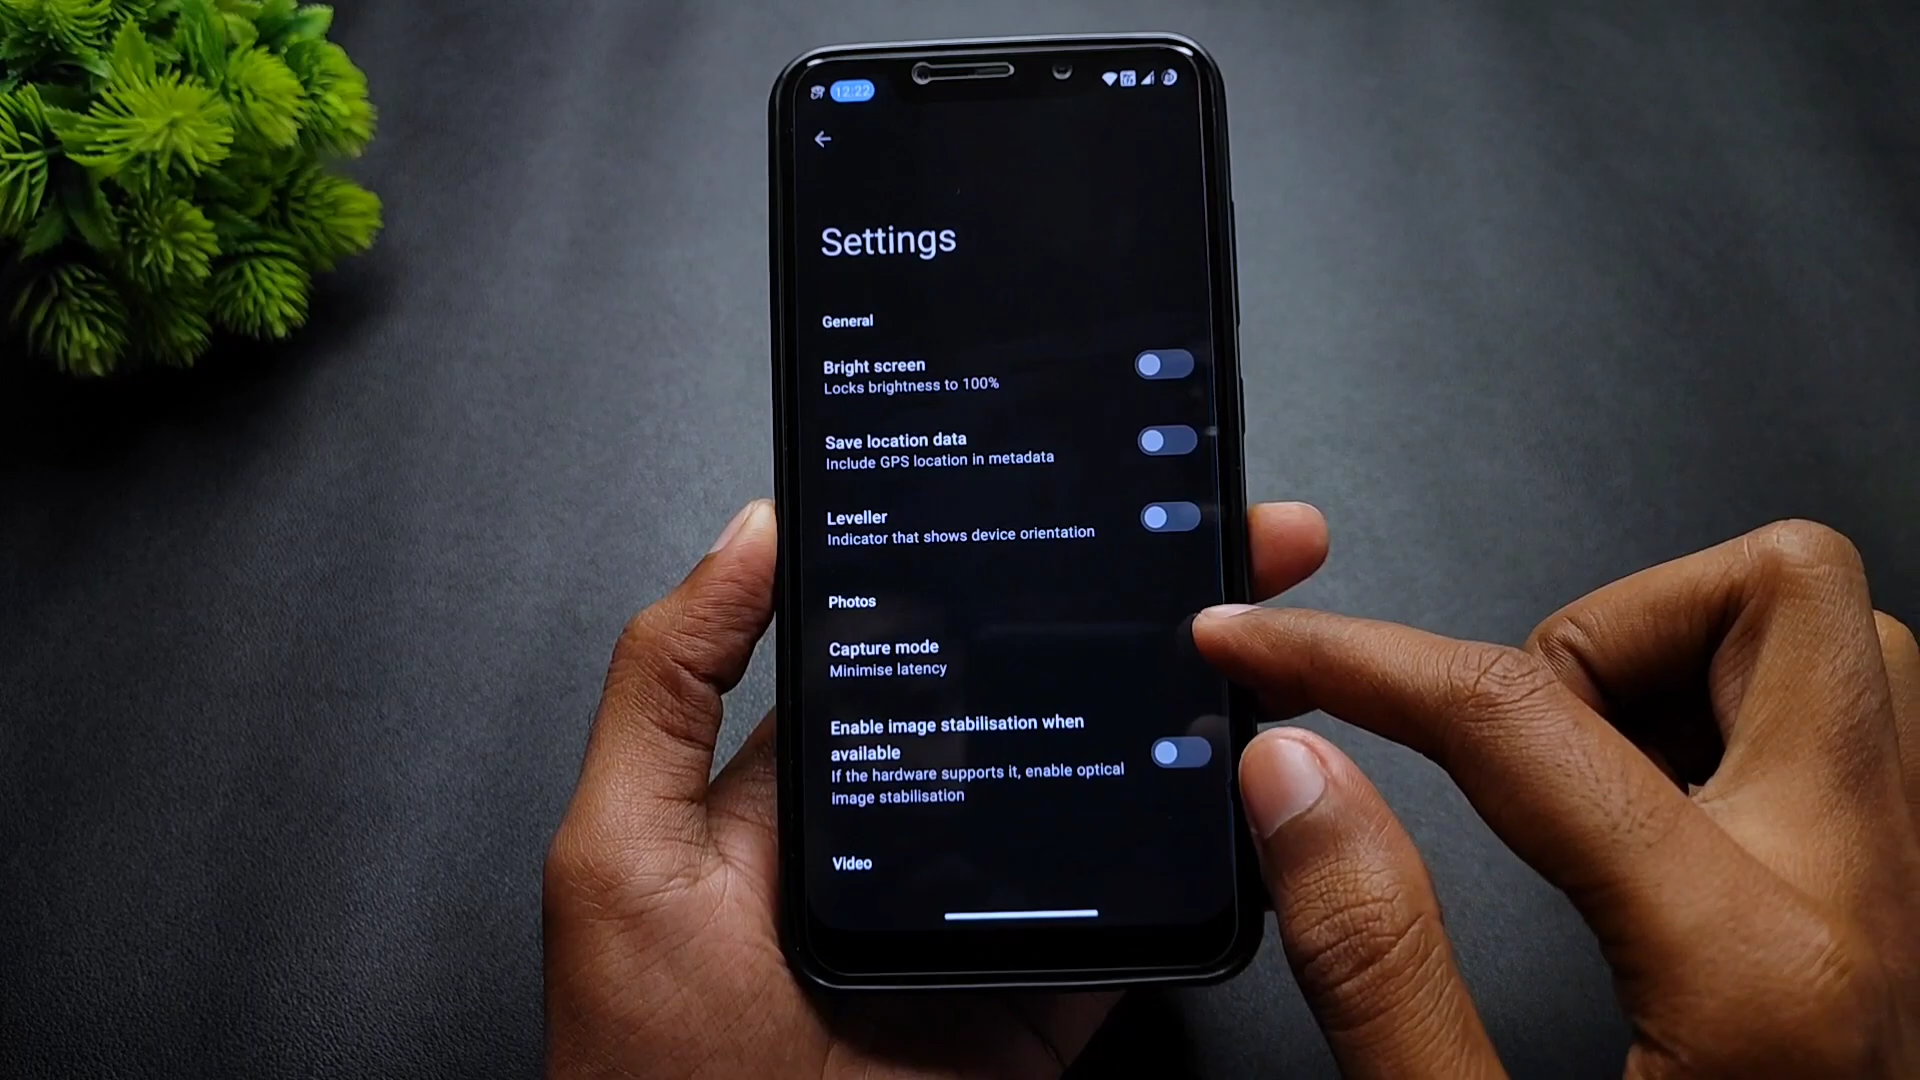 12:22
Settings
General
Bright screen
Locks brightness to 100%
Save location data
Include GPS location in metadata
Leveller
Indicator that shows device orientation
Photos
Capture mode
Minimise latency
Enable image stabilisation when
available
If the hardware supports it, enable optical
image stabilisation
Video